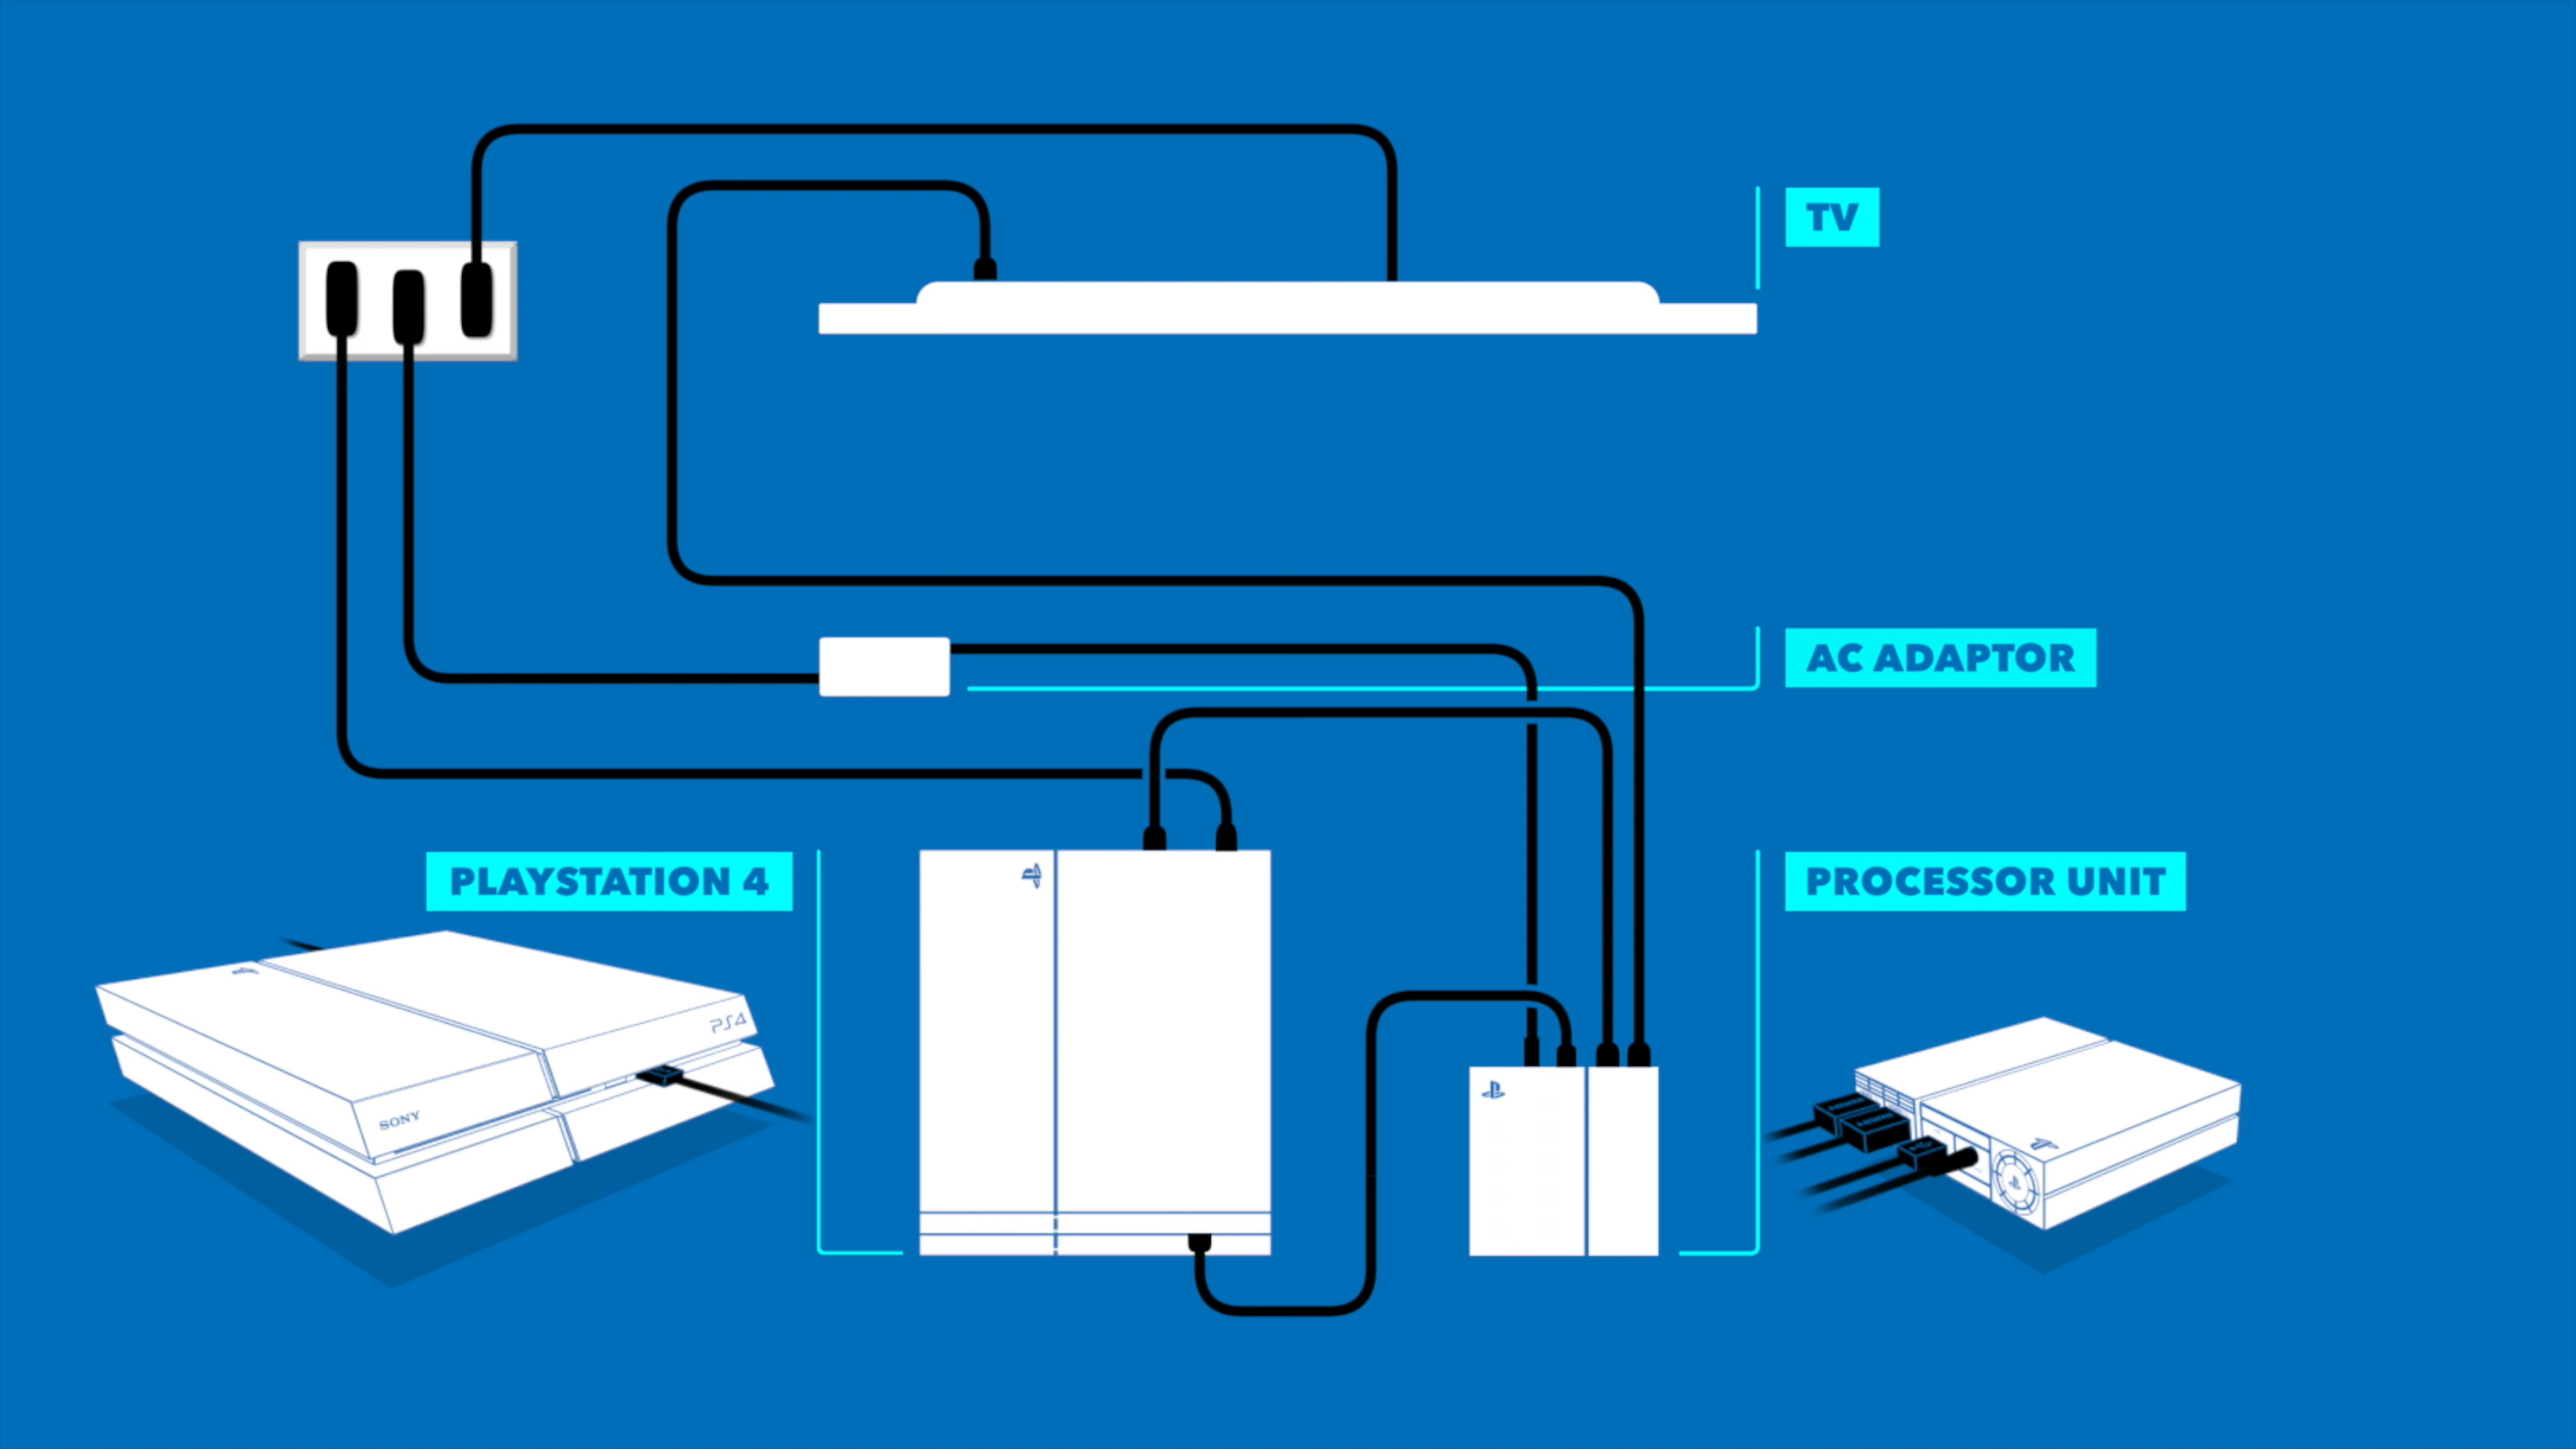 TV
AC ADAPTOR
PLAYSTATION 4
PROCESSOR UNIT
PS4
SONY